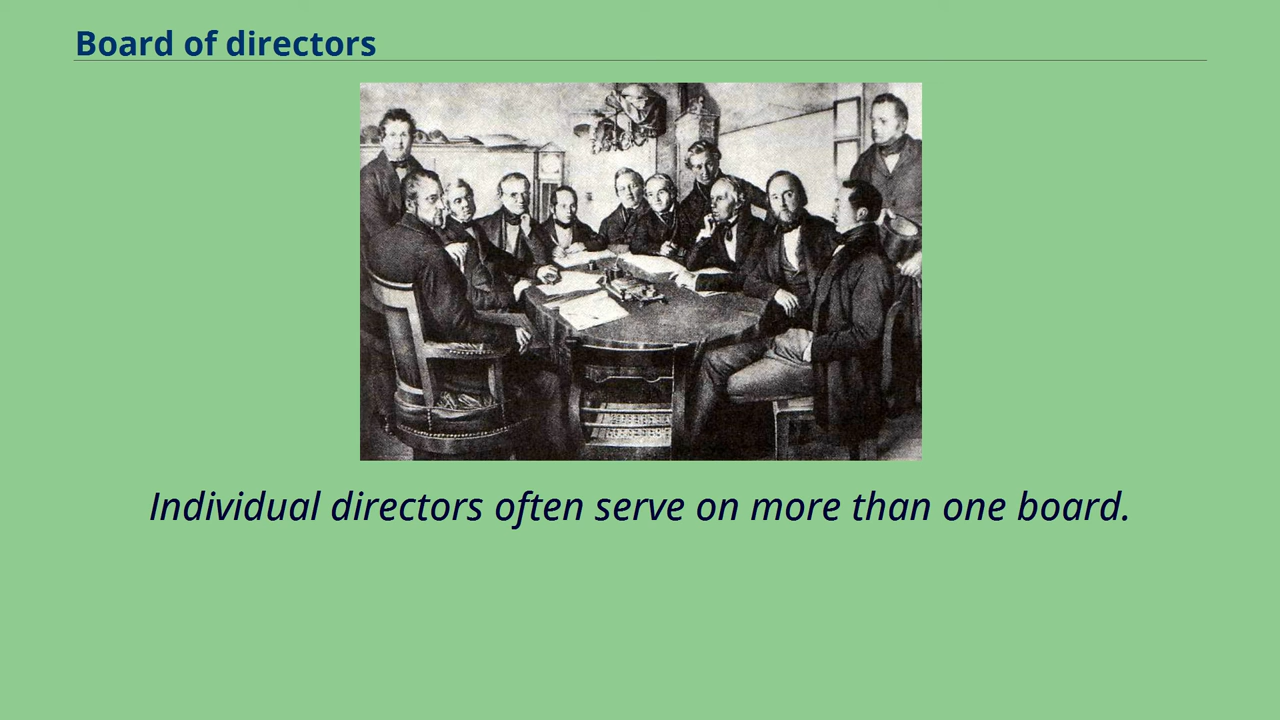 Board of directors
Individual directors often serve on more than one board.